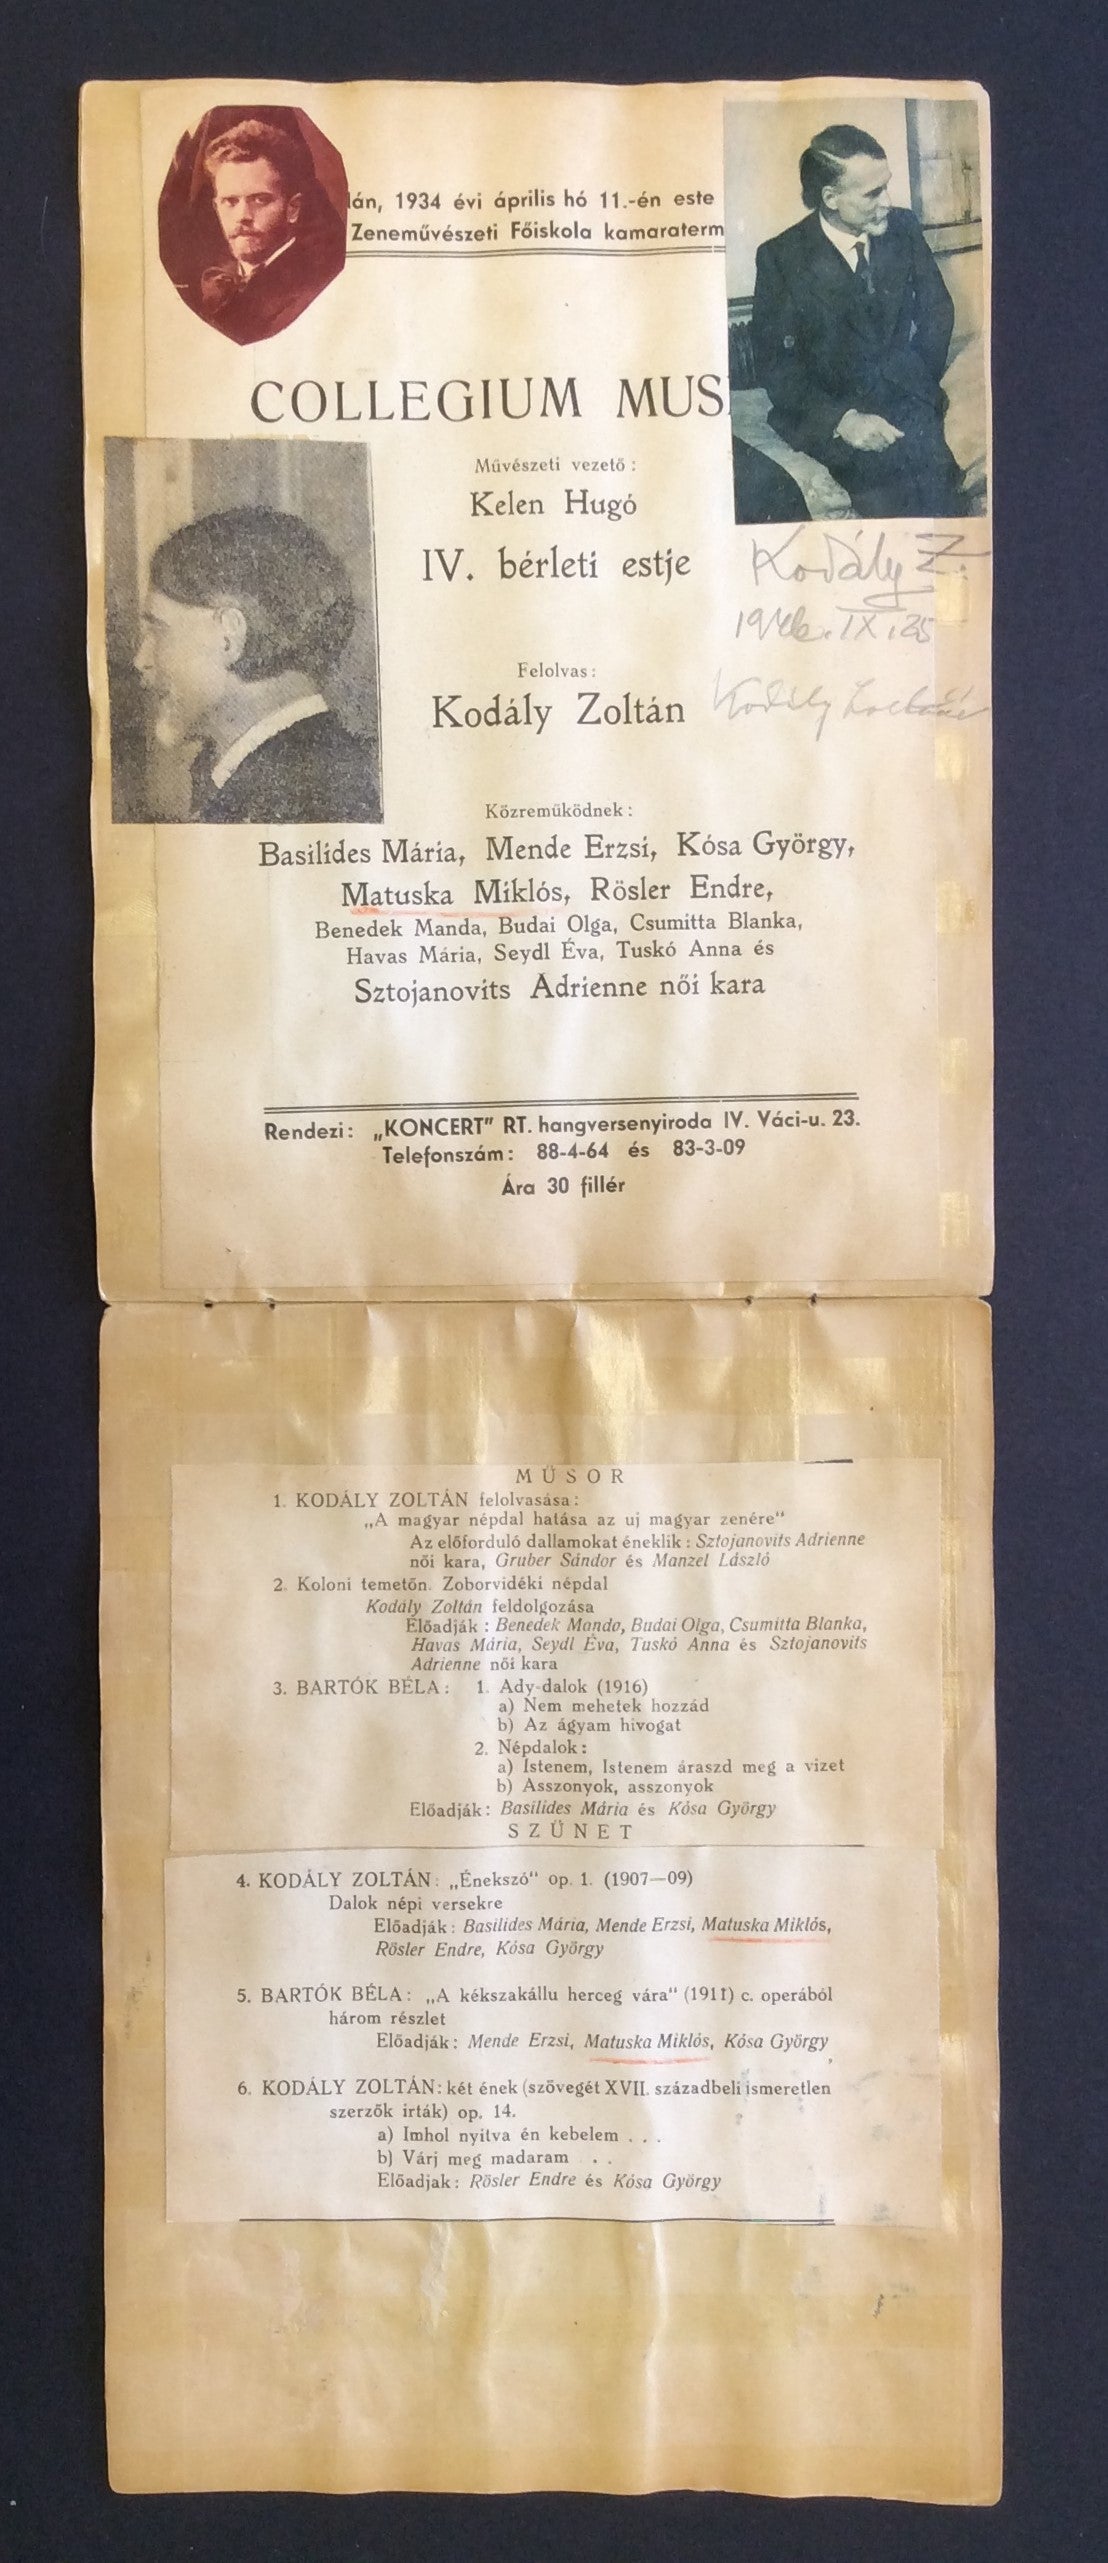 lán, 1934 évi április hó 11.-én este
Zeneművészeti Főiskola kamaraterm
COLLEGIUM MUS
Művészeti vezető:
Kelen Hugó
IV. bérleti estje
Kodály Z.
1946. IX. 25
Felolvas:
Kodály Zoltán
Kodály Zoltáné
Közreműködnek:
Basilides Mária, Mende Erzsi, Kósa György,
Matuska Miklós, Rösler Endre,
Benedek Manda, Budai Olga, Csumitta Blanka,
Havas Mária, Seydl Éva, Tuskó Anna és
Sztojanovits Adrienne női kara
Rendezi: „KONCERT" RT. hangversenyiroda IV. Váci-u. 23.
Telefonszám: 88-4-64 és 83-3-09
Ára 30 fillér
MŰSOR
1. KODÁLY ZOLTÁN felolvasása:
„A magyar népdal hatása az uj magyar zenére"
Az előforduló dallamokat éneklik: Sztojanovits Adrienne
női kara, Gruber Sándor és Manzel László
2. Koloni temetőn. Zoborvidéki népdal
Kodály Zoltán feldolgozása
Előadják: Benedek Manda, Budai Olga, Csumitta Blanka,
Havas Mária, Seydl Éva, Tuskó Anna és Sztojanovits
Adrienne női kara
3. BARTÓK BÉLA: 1. Ady-dalok (1916)
a) Nem mehetek hozzád
b) Az ágyam hivogat
2. Népdalok:
a) Istenem, Istenem áraszd meg a vizet
b) Asszonyok, asszonyok
Előadják: Basilides Mária és Kósa György
SZÜNET
4. KODÁLY ZOLTÁN: „Énekszó" op. 1. (1907—09)
Dalok népi versekre
Előadják: Basilides Mária, Mende Erzsi, Matuska Miklós,
Rösler Endre, Kósa György
5. BARTÓK BÉLA: „A kékszakállu herceg vára" (1911) c. operából
három részlet
Előadják: Mende Erzsi, Matuska Miklós, Kósa György
6. KODÁLY ZOLTÁN: két ének (szövegét XVII. századbeli ismeretlen
szerzők irták) op. 14.
a) Imhol nyitva én kebelem . . .
b) Várj meg madaram . .
Előadjak: Rösler Endre és Kósa György